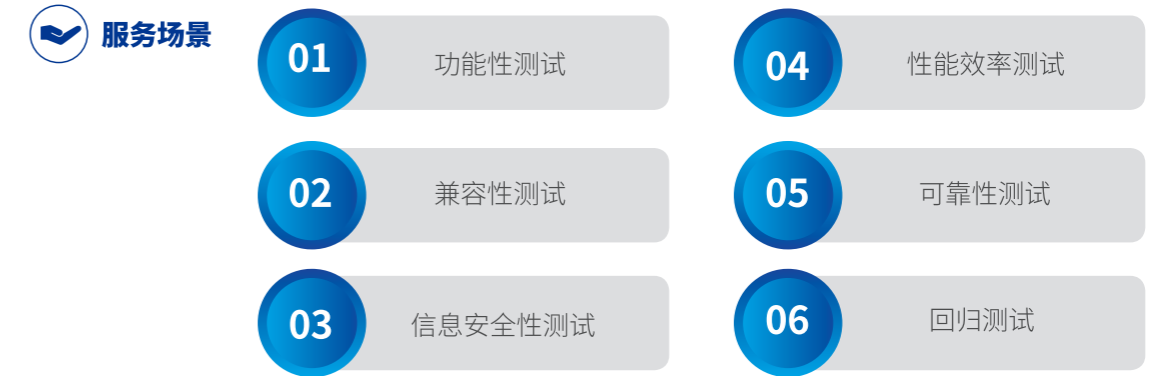 服务场景
01
功能性测试
04
性能效率测试
02
兼容性测试
05
可靠性测试
03
信息安全性测试
06
回归测试